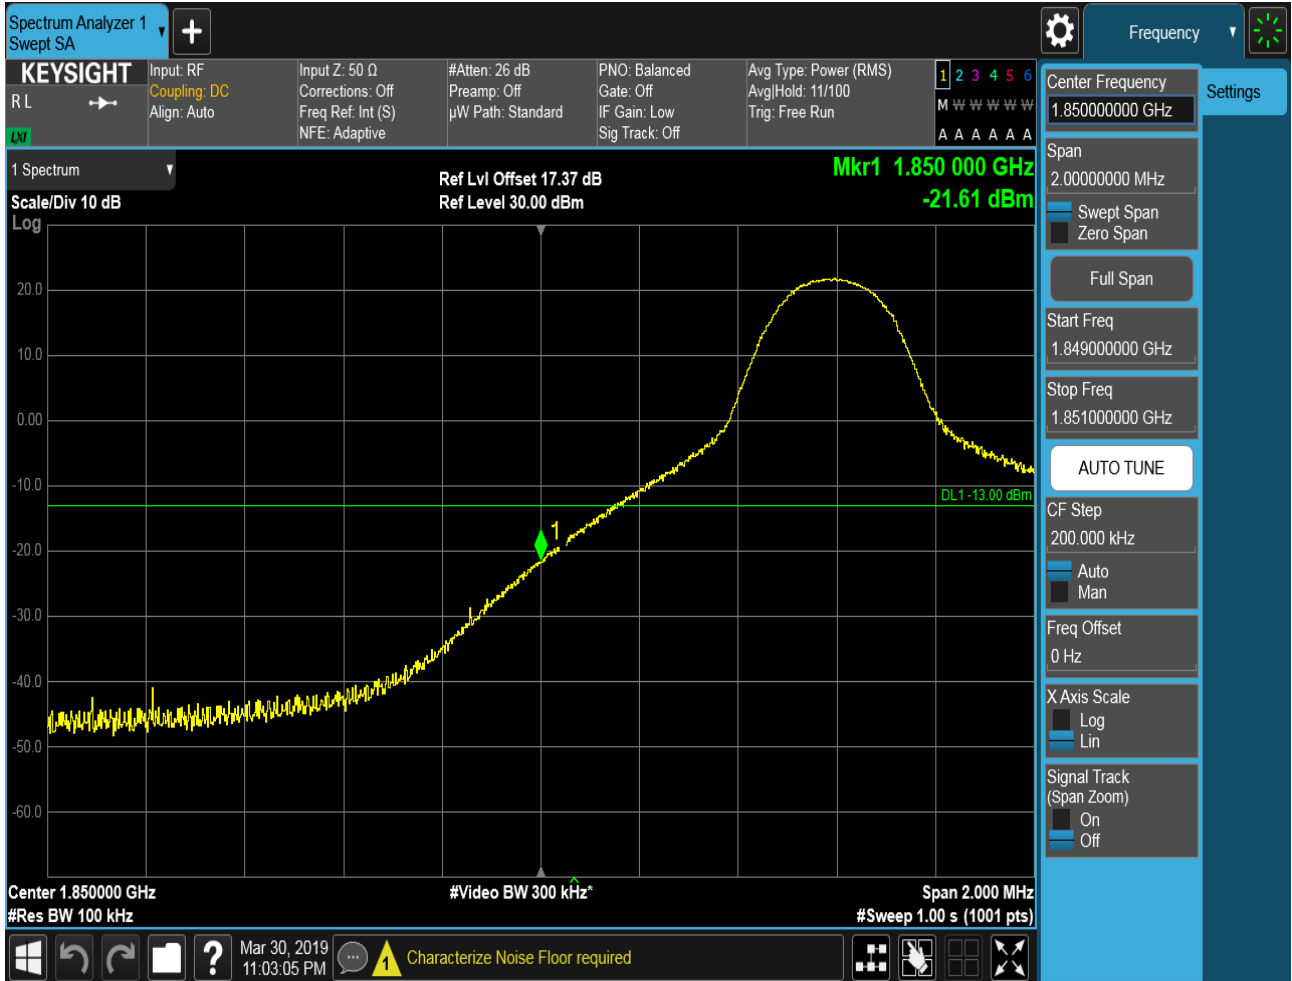 Spectrum Analyzer 1
Swept SA
Frequency
KEYSIGHT
R L
LXI
Input: RF
Coupling: DC
Align: Auto
Input Z: 50 Ω
Corrections: Off
Freq Ref: Int (S)
NFE: Adaptive
#Atten: 26 dB
Preamp: Off
µW Path: Standard
PNO: Balanced
Gate: Off
IF Gain: Low
Sig Track: Off
Avg Type: Power (RMS)
Avg|Hold: 11/100
Trig: Free Run
1 2 3 4 5 6
M W W W W W
A A A A A A
1 Spectrum
Scale/Div 10 dB
Log
Ref Lvl Offset 17.37 dB
Ref Level 30.00 dBm
Mkr1 1.850 000 GHz
-21.61 dBm
20.0
10.0
0.00
-10.0
-20.0
-30.0
-40.0
-50.0
-60.0
DL1 -13.00 dBm
1
Center 1.850000 GHz
#Res BW 100 kHz
#Video BW 300 kHz*
Span 2.000 MHz
#Sweep 1.00 s (1001 pts)
Center Frequency
1.850000000 GHz
Settings
Span
2.00000000 MHz
Swept Span
Zero Span
Full Span
Start Freq
1.849000000 GHz
Stop Freq
1.851000000 GHz
AUTO TUNE
CF Step
200.000 kHz
Auto
Man
Freq Offset
0 Hz
X Axis Scale
Log
Lin
Signal Track
(Span Zoom)
On
Off
?
Mar 30, 2019
11:03:05 PM
1
Characterize Noise Floor required